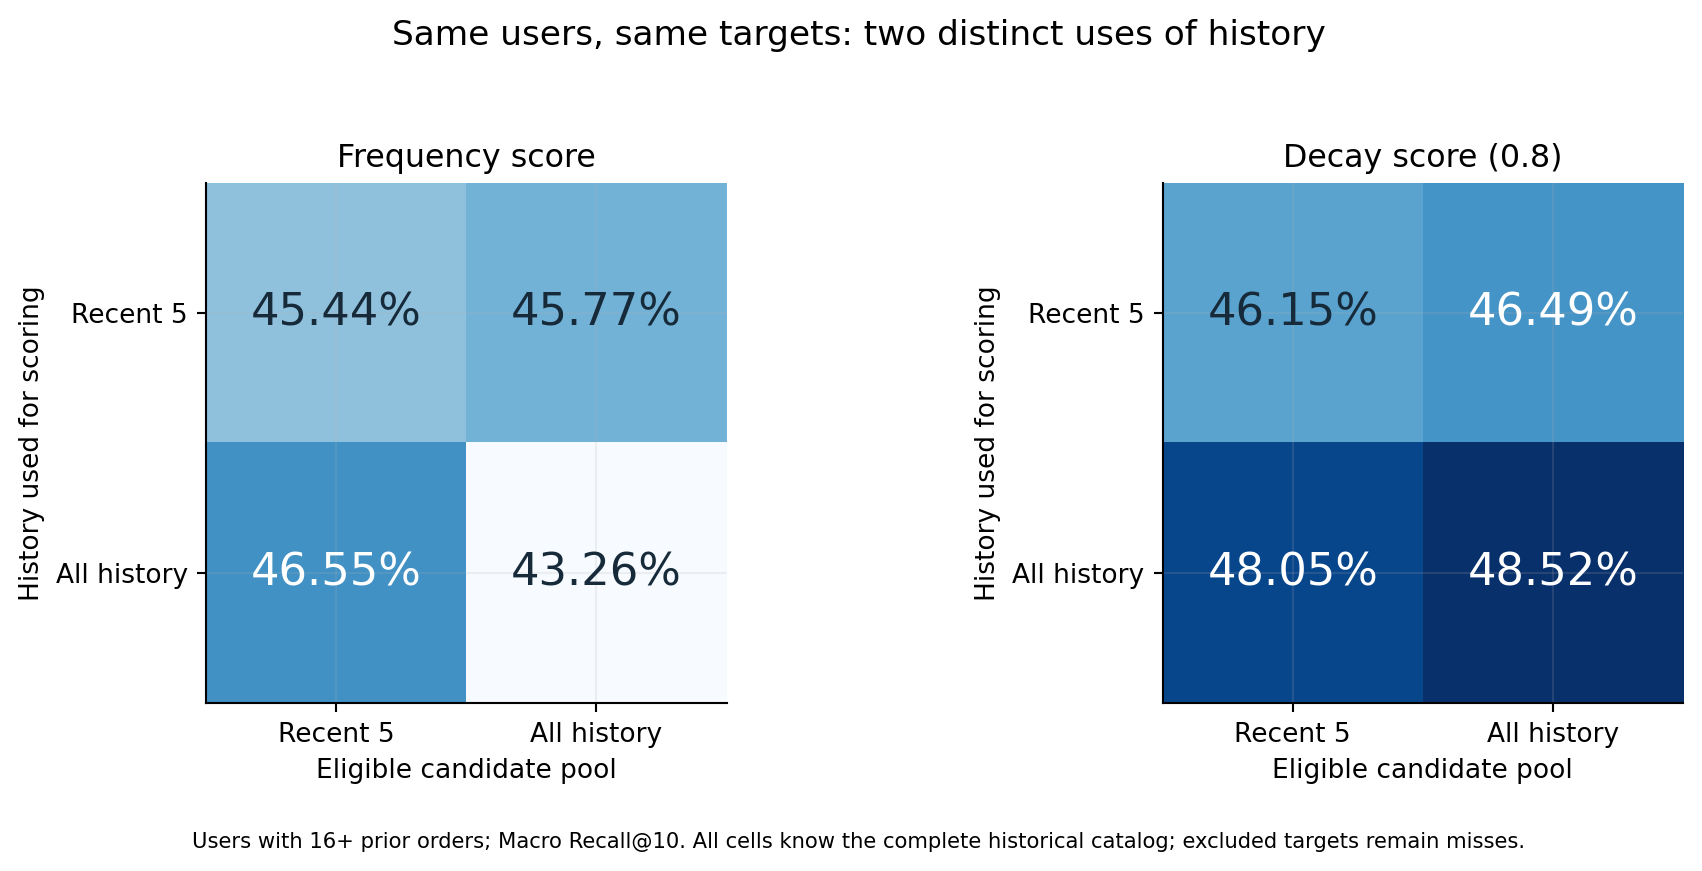 Same users, same targets: two distinct uses of history
Frequency score
History used for scoring
Recent 5
45.44%
45.77%
All history
46.55%
43.26%
Recent 5
All history
Eligible candidate pool
Decay score (0.8)
History used for scoring
Recent 5
46.15%
46.49%
All history
48.05%
48.52%
Recent 5
All history
Eligible candidate pool
Users with 16+ prior orders; Macro Recall@10. All cells know the complete historical catalog; excluded targets remain misses.